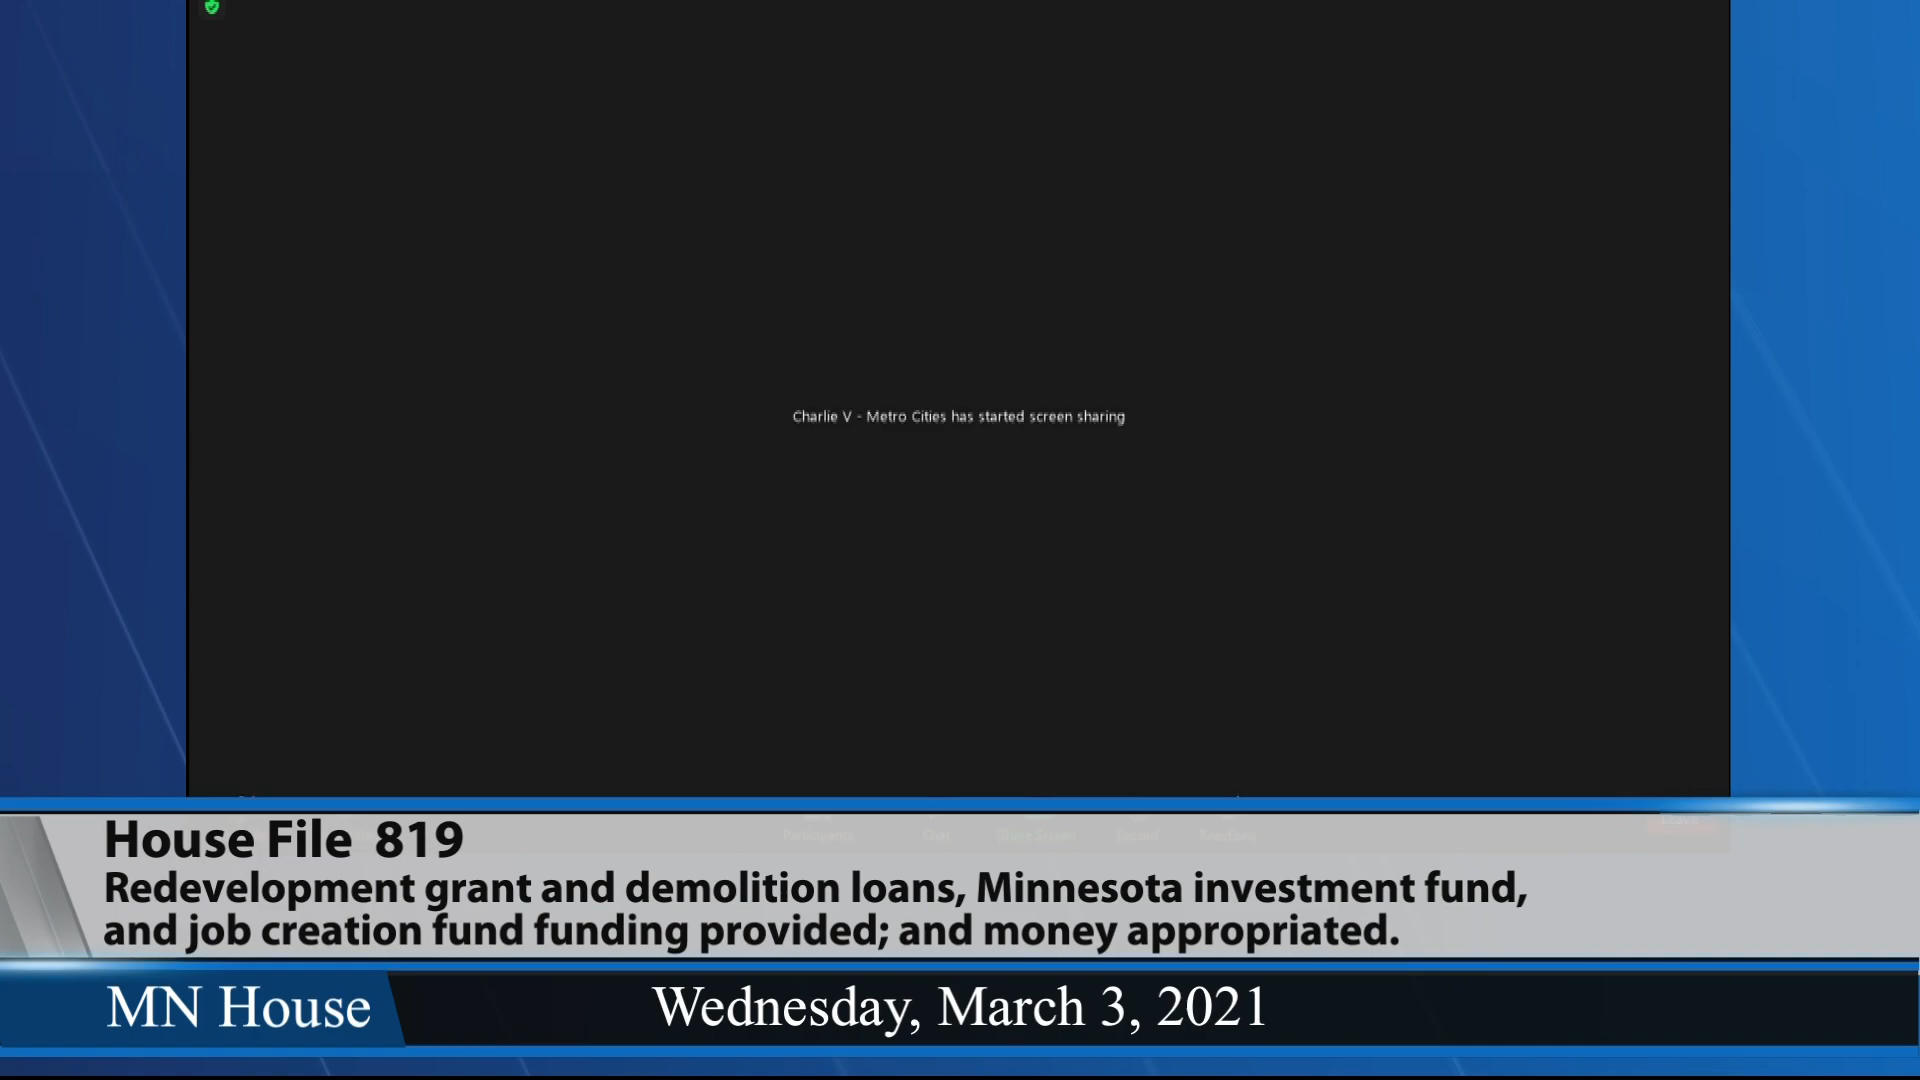 Charlie V - Metro Cities has started screen sharing
House File 819
Redevelopment grant and demolition loans, Minnesota investment fund,
and job creation fund funding provided; and money appropriated.
MN House
Wednesday, March 3, 2021